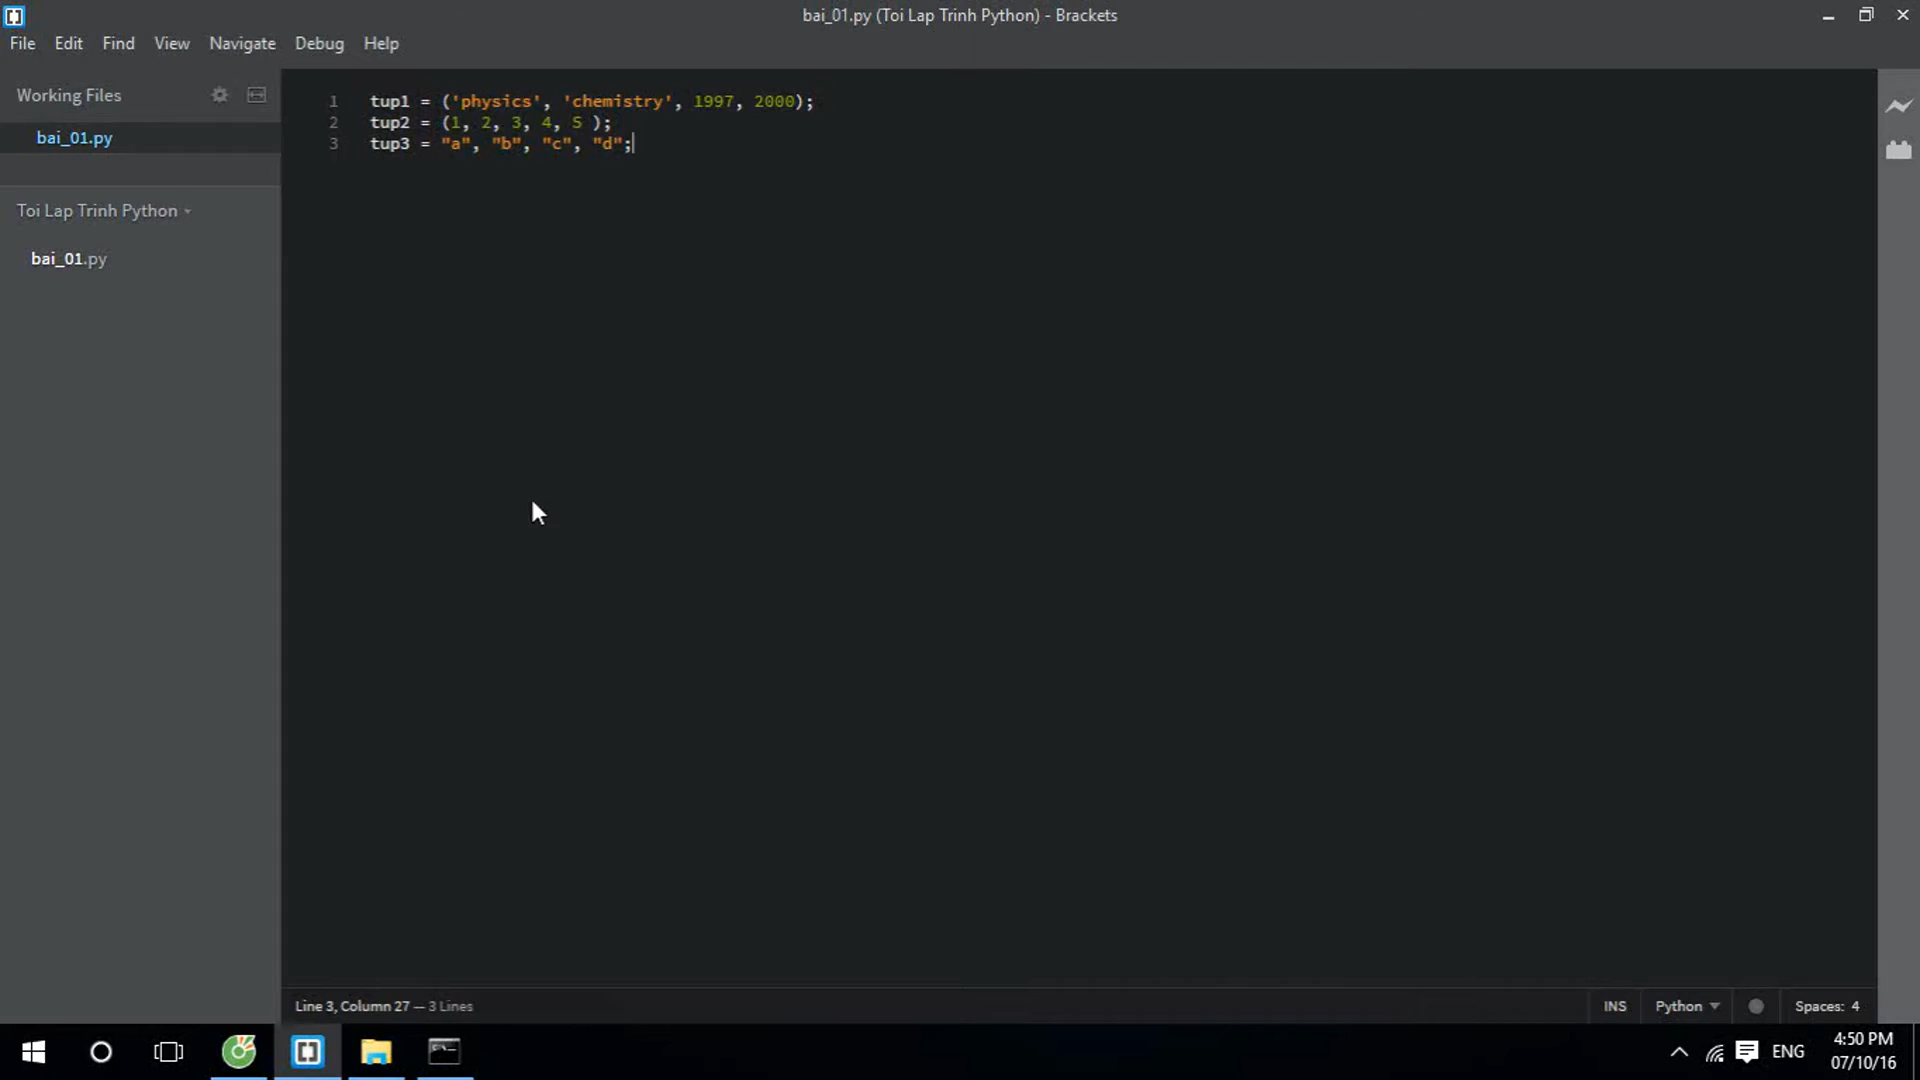 bai_01.py (Toi Lap Trinh Python) - Brackets
File Edit Find View Navigate Debug Help
Working Files
bai_01.py
Toi Lap Trinh Python
bai_01.py
1 tup1 = ('physics', 'chemistry', 1997, 2000);
2 tup2 = (1, 2, 3, 4, 5 );
3 tup3 = "a", "b", "c", "d";
Line 3, Column 27 — 3 Lines
INS Python Spaces: 4
ENG
4:50 PM
07/10/16